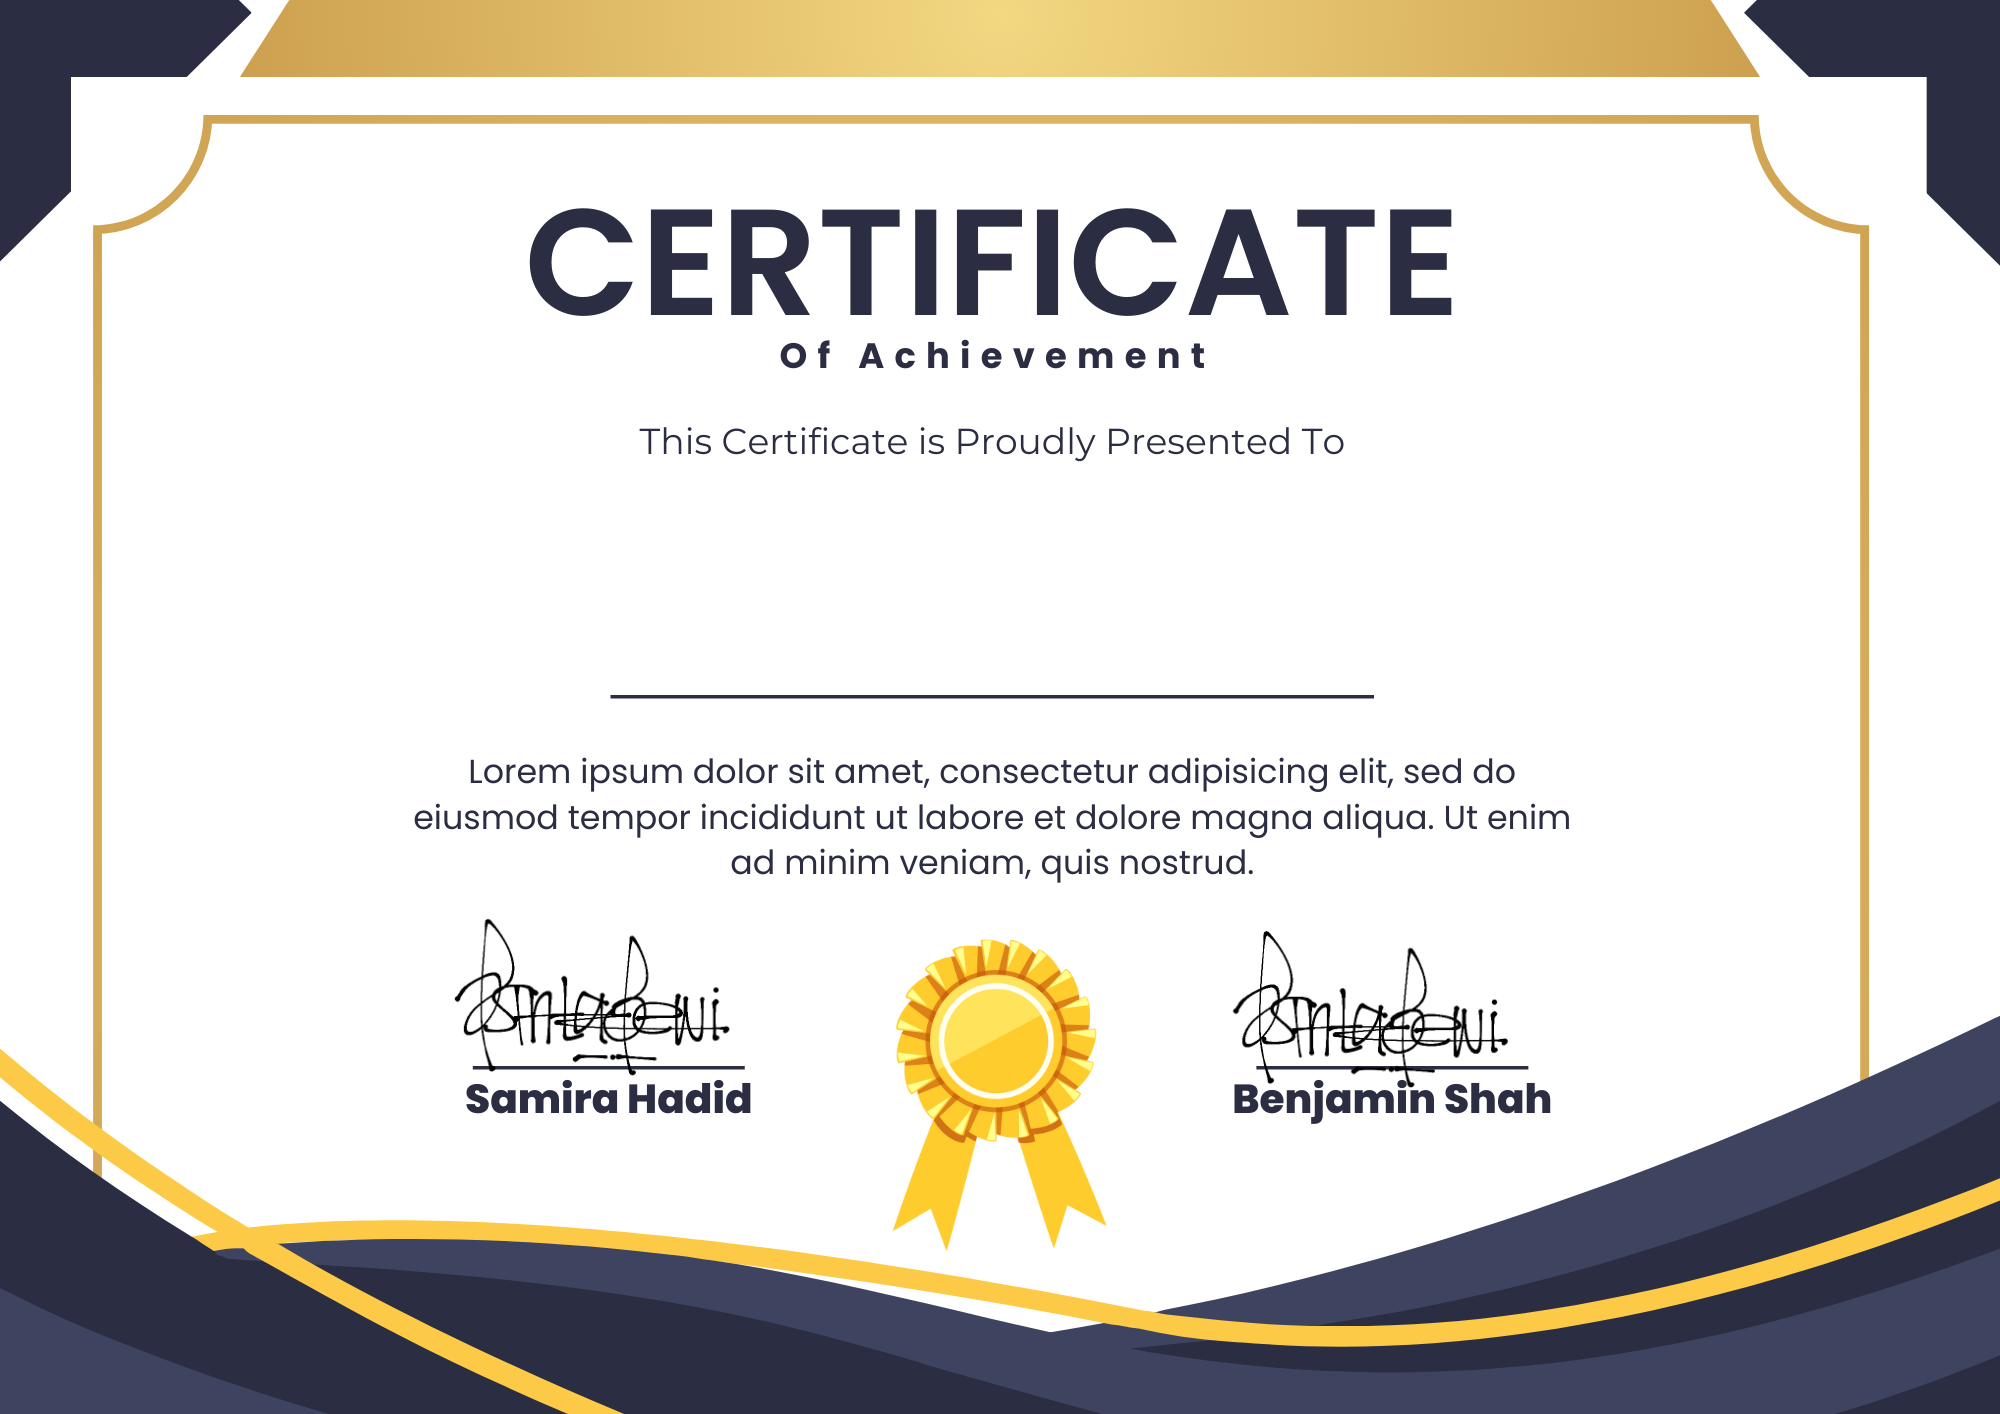 CERTIFICATE
Of Achievement
This Certificate is Proudly Presented To
Lorem ipsum dolor sit amet, consectetur adipisicing elit, sed do
eiusmod tempor incididunt ut labore et dolore magna aliqua. Ut enim
ad minim veniam, quis nostrud.
Samira Hadid
Benjamin Shah